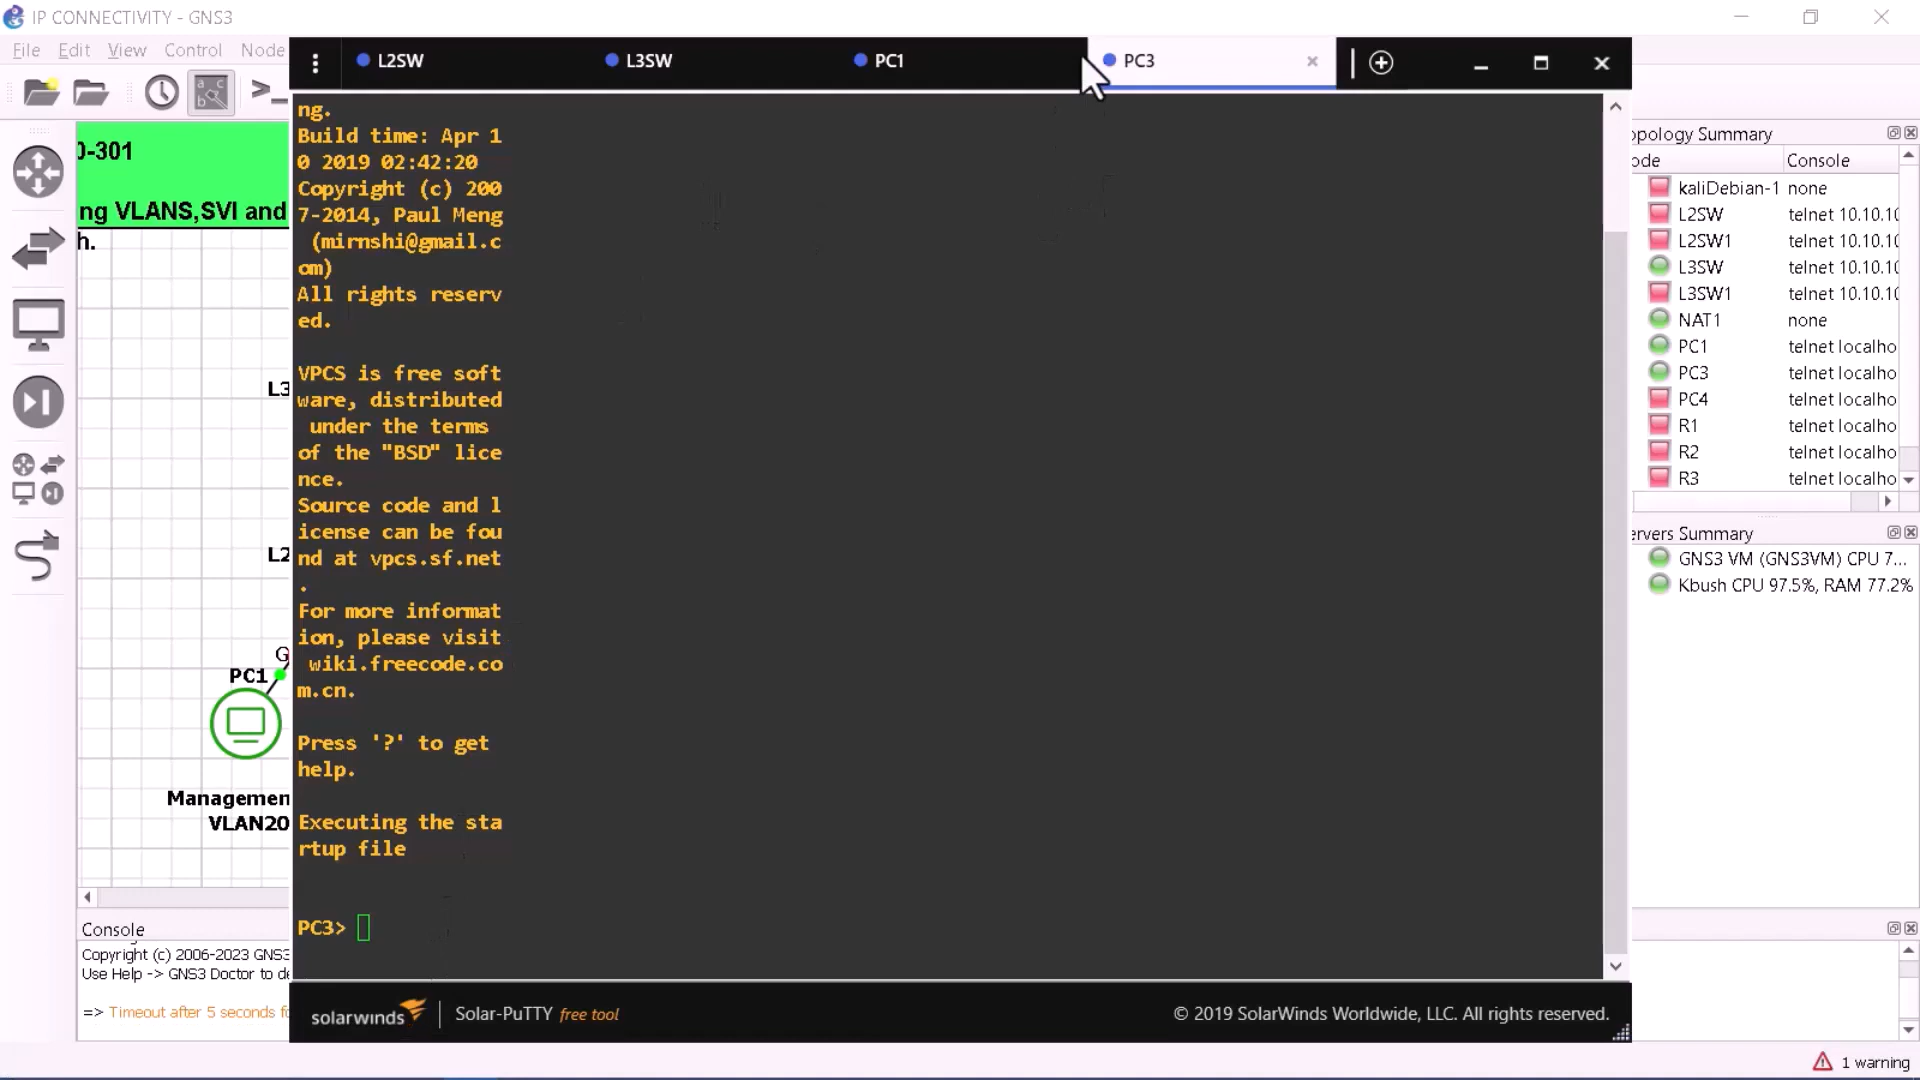 IP CONNECTIVITY - GNS3
File Edit View Control Node
L2SW
L3SW
PC1
PC3
0-301
ng VLANS,SVI and
h.
L3
L2
G
PC1
Managemen
VLAN20
ng.
Build time: Apr 1
0 2019 02:42:20
Copyright (c) 200
7-2014, Paul Meng
(mirnshi@gmail.c
om)
All rights reserv
ed.
VPCS is free soft
ware, distributed
under the terms
of the "BSD" lice
nce.
Source code and l
icense can be fou
nd at vpcs.sf.net
.
For more informat
ion, please visit
wiki.freecode.co
m.cn.
Press '?' to get
help.
Executing the sta
rtup file
PC3>
solarwinds
Solar-PuTTY free tool
© 2019 SolarWinds Worldwide, LLC. All rights reserved.
opology Summary
ode Console
kaliDebian-1 none
L2SW telnet 10.10.10
L2SW1 telnet 10.10.10
L3SW telnet 10.10.10
L3SW1 telnet 10.10.10
NAT1 none
PC1 telnet localho
PC3 telnet localho
PC4 telnet localho
R1 telnet localho
R2 telnet localho
R3 telnet localho
ervers Summary
GNS3 VM (GNS3VM) CPU 7...
Kbush CPU 97.5%, RAM 77.2%
Console
Copyright (c) 2006-2023 GNS3
Use Help -> GNS3 Doctor to de
=> Timeout after 5 seconds fo
1 warning